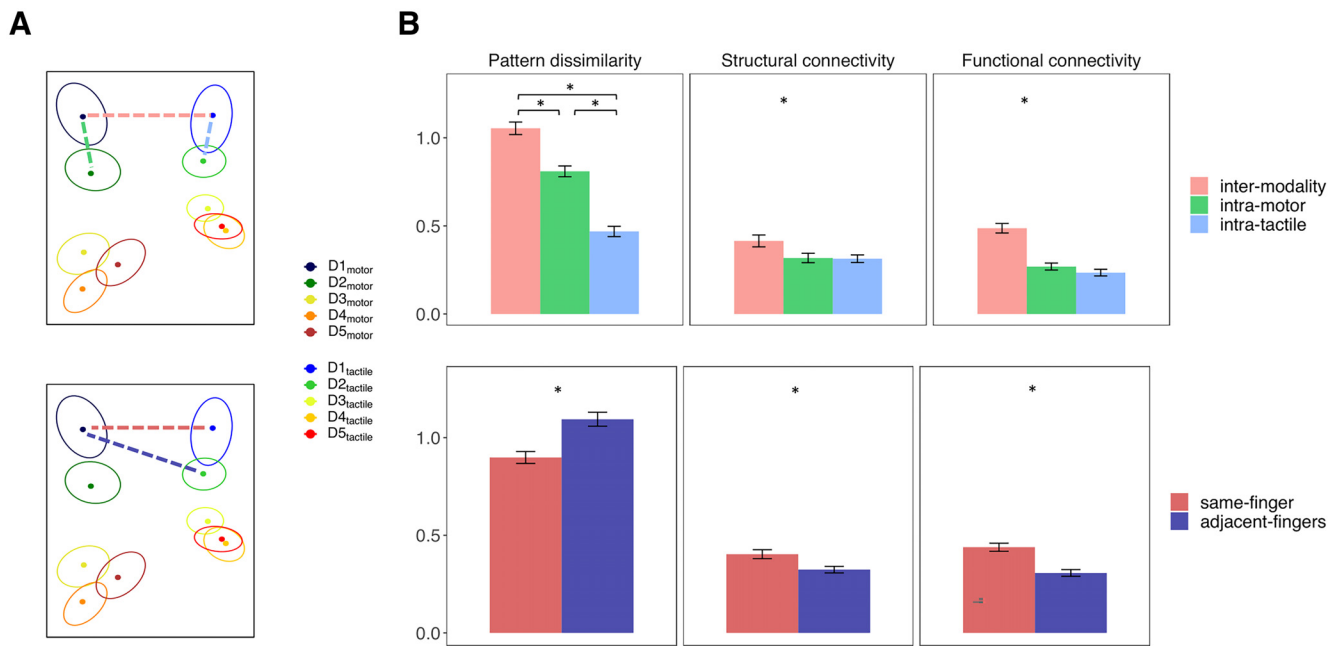 A
B
Pattern dissimilarity
Structural connectivity
Functional connectivity
*
*
*
*
*
1.0
0.5
0.0
inter-modality
intra-motor
intra-tactile
D1motor
D2motor
D3motor
D4motor
D5motor
D1tactile
D2tactile
D3tactile
D4tactile
D5tactile
*
*
*
1.0
0.5
0.0
same-finger
adjacent-fingers